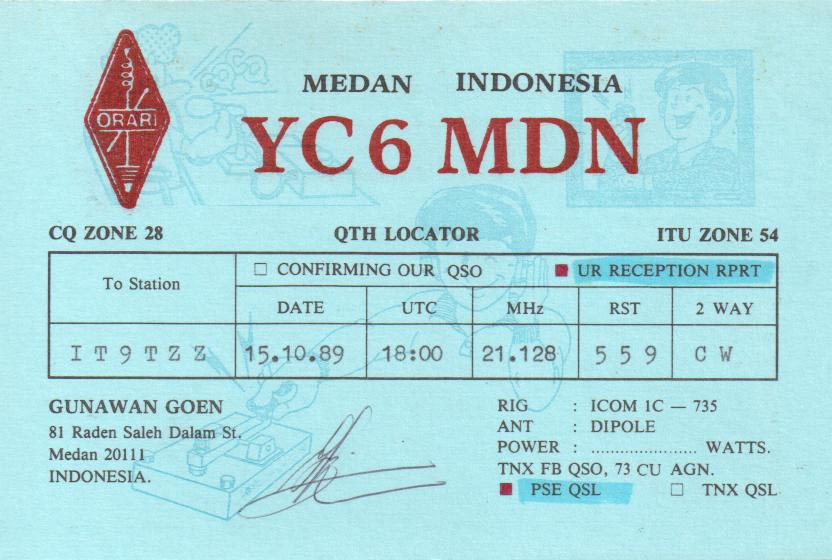 ORARI
MEDAN INDONESIA
YC6MDN
CQ ZONE 28 QTH LOCATOR ITU ZONE 54
To Station
□ CONFIRMING OUR QSO ■ UR RECEPTION RPRT
DATE UTC MHz RST 2 WAY
IT9TZZ 15.10.89 18:00 21.128 559 CW
GUNAWAN GOEN
81 Raden Saleh Dalam St.
Medan 20111
INDONESIA.
RIG : ICOM 1C — 735
ANT : DIPOLE
POWER : ...................... WATTS.
TNX FB QSO, 73 CU AGN.
■ PSE QSL □ TNX QSL